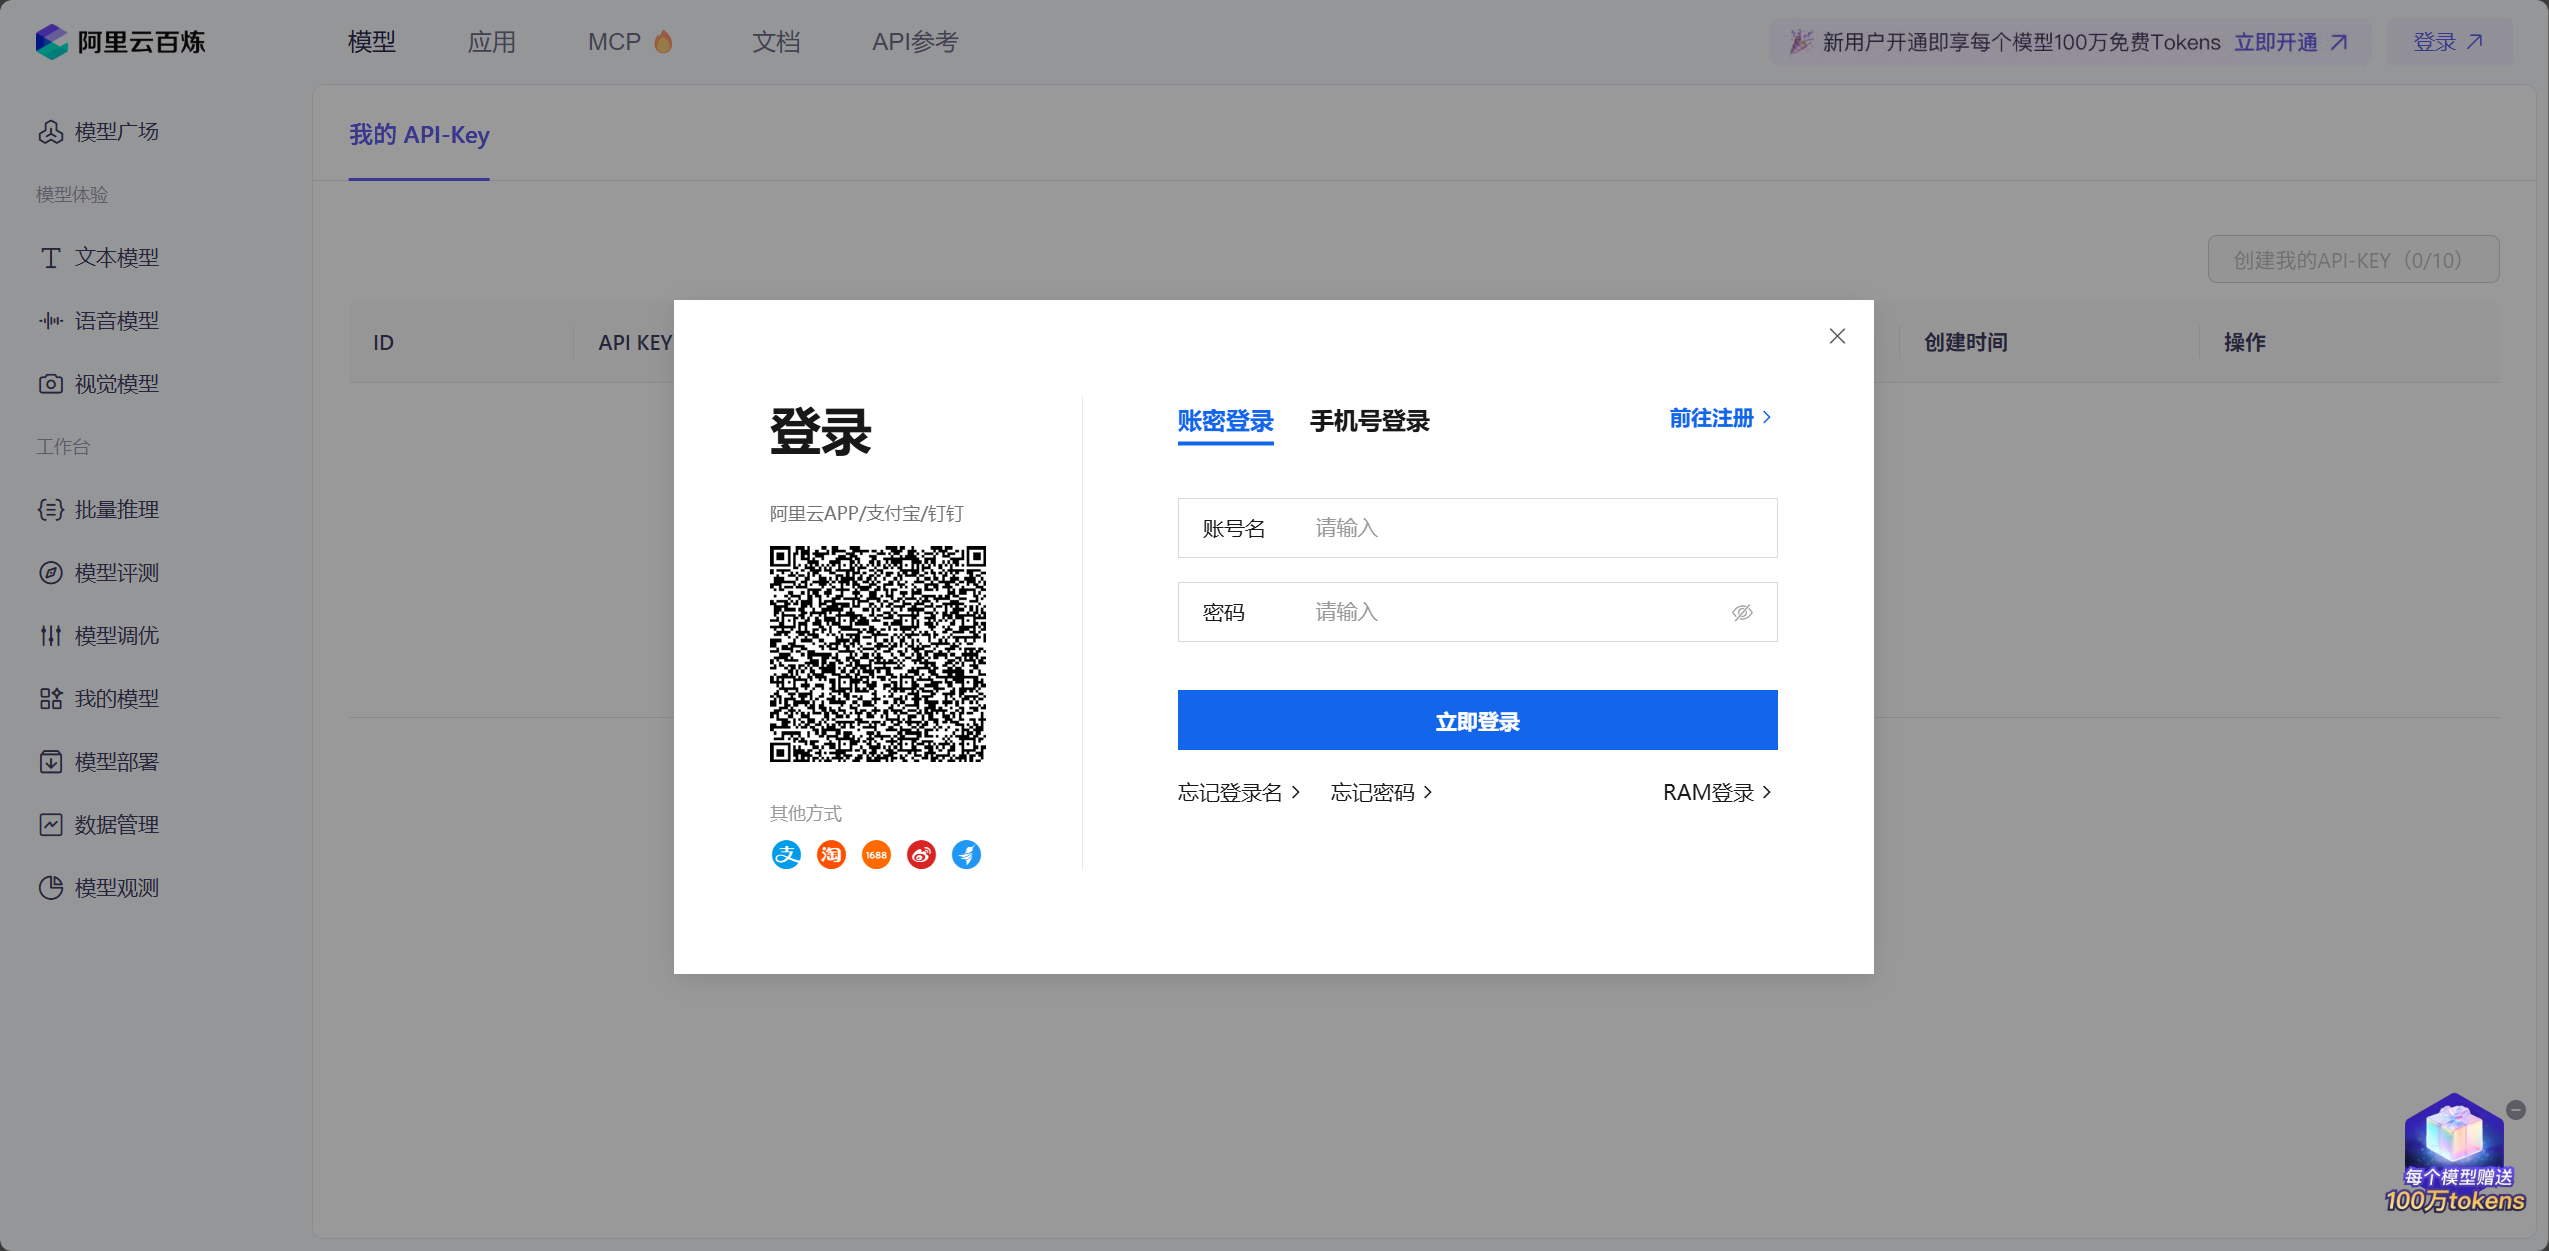 阿里云百炼
模型 应用 MCP 文档 API参考
新用户开通即享每个模型100万免费Tokens 立即开通 登录
模型广场
模型体验
文本模型
语音模型
视觉模型
工作台
批量推理
模型评测
模型调优
我的模型
模型部署
数据管理
模型观测
我的 API-Key
创建我的API-KEY（0/10）
ID API KEY 创建时间 操作
登录
阿里云APP/支付宝/钉钉
其他方式
支 淘 1688
账密登录 手机号登录 前往注册
账号名 请输入
密码 请输入
立即登录
忘记登录名 忘记密码 RAM登录
每个模型赠送
100万tokens